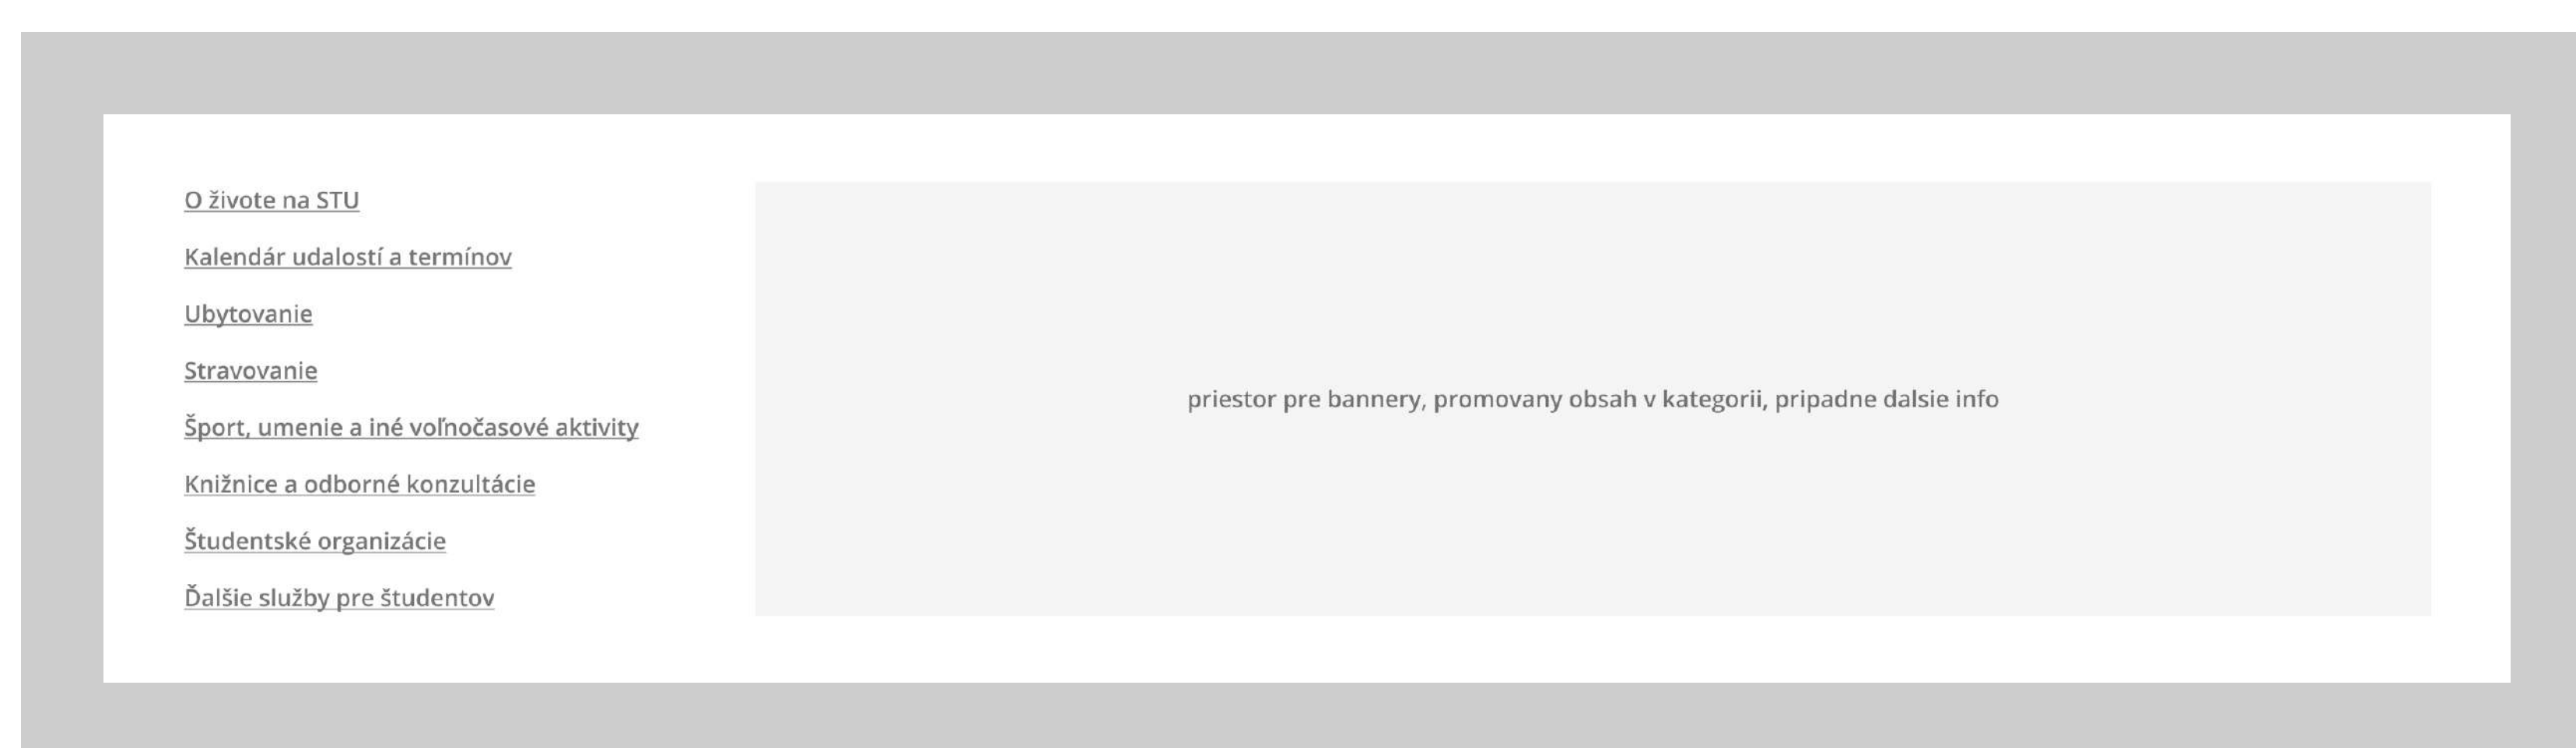 O živote na STU
Kalendár udalostí a termínov
Ubytovanie
Stravovanie
Šport, umenie a iné voľnočasové aktivity
Knižnice a odborné konzultácie
Študentské organizácie
Ďalšie služby pre študentov
priestor pre bannery, promovany obsah v kategorii, pripadne dalsie info